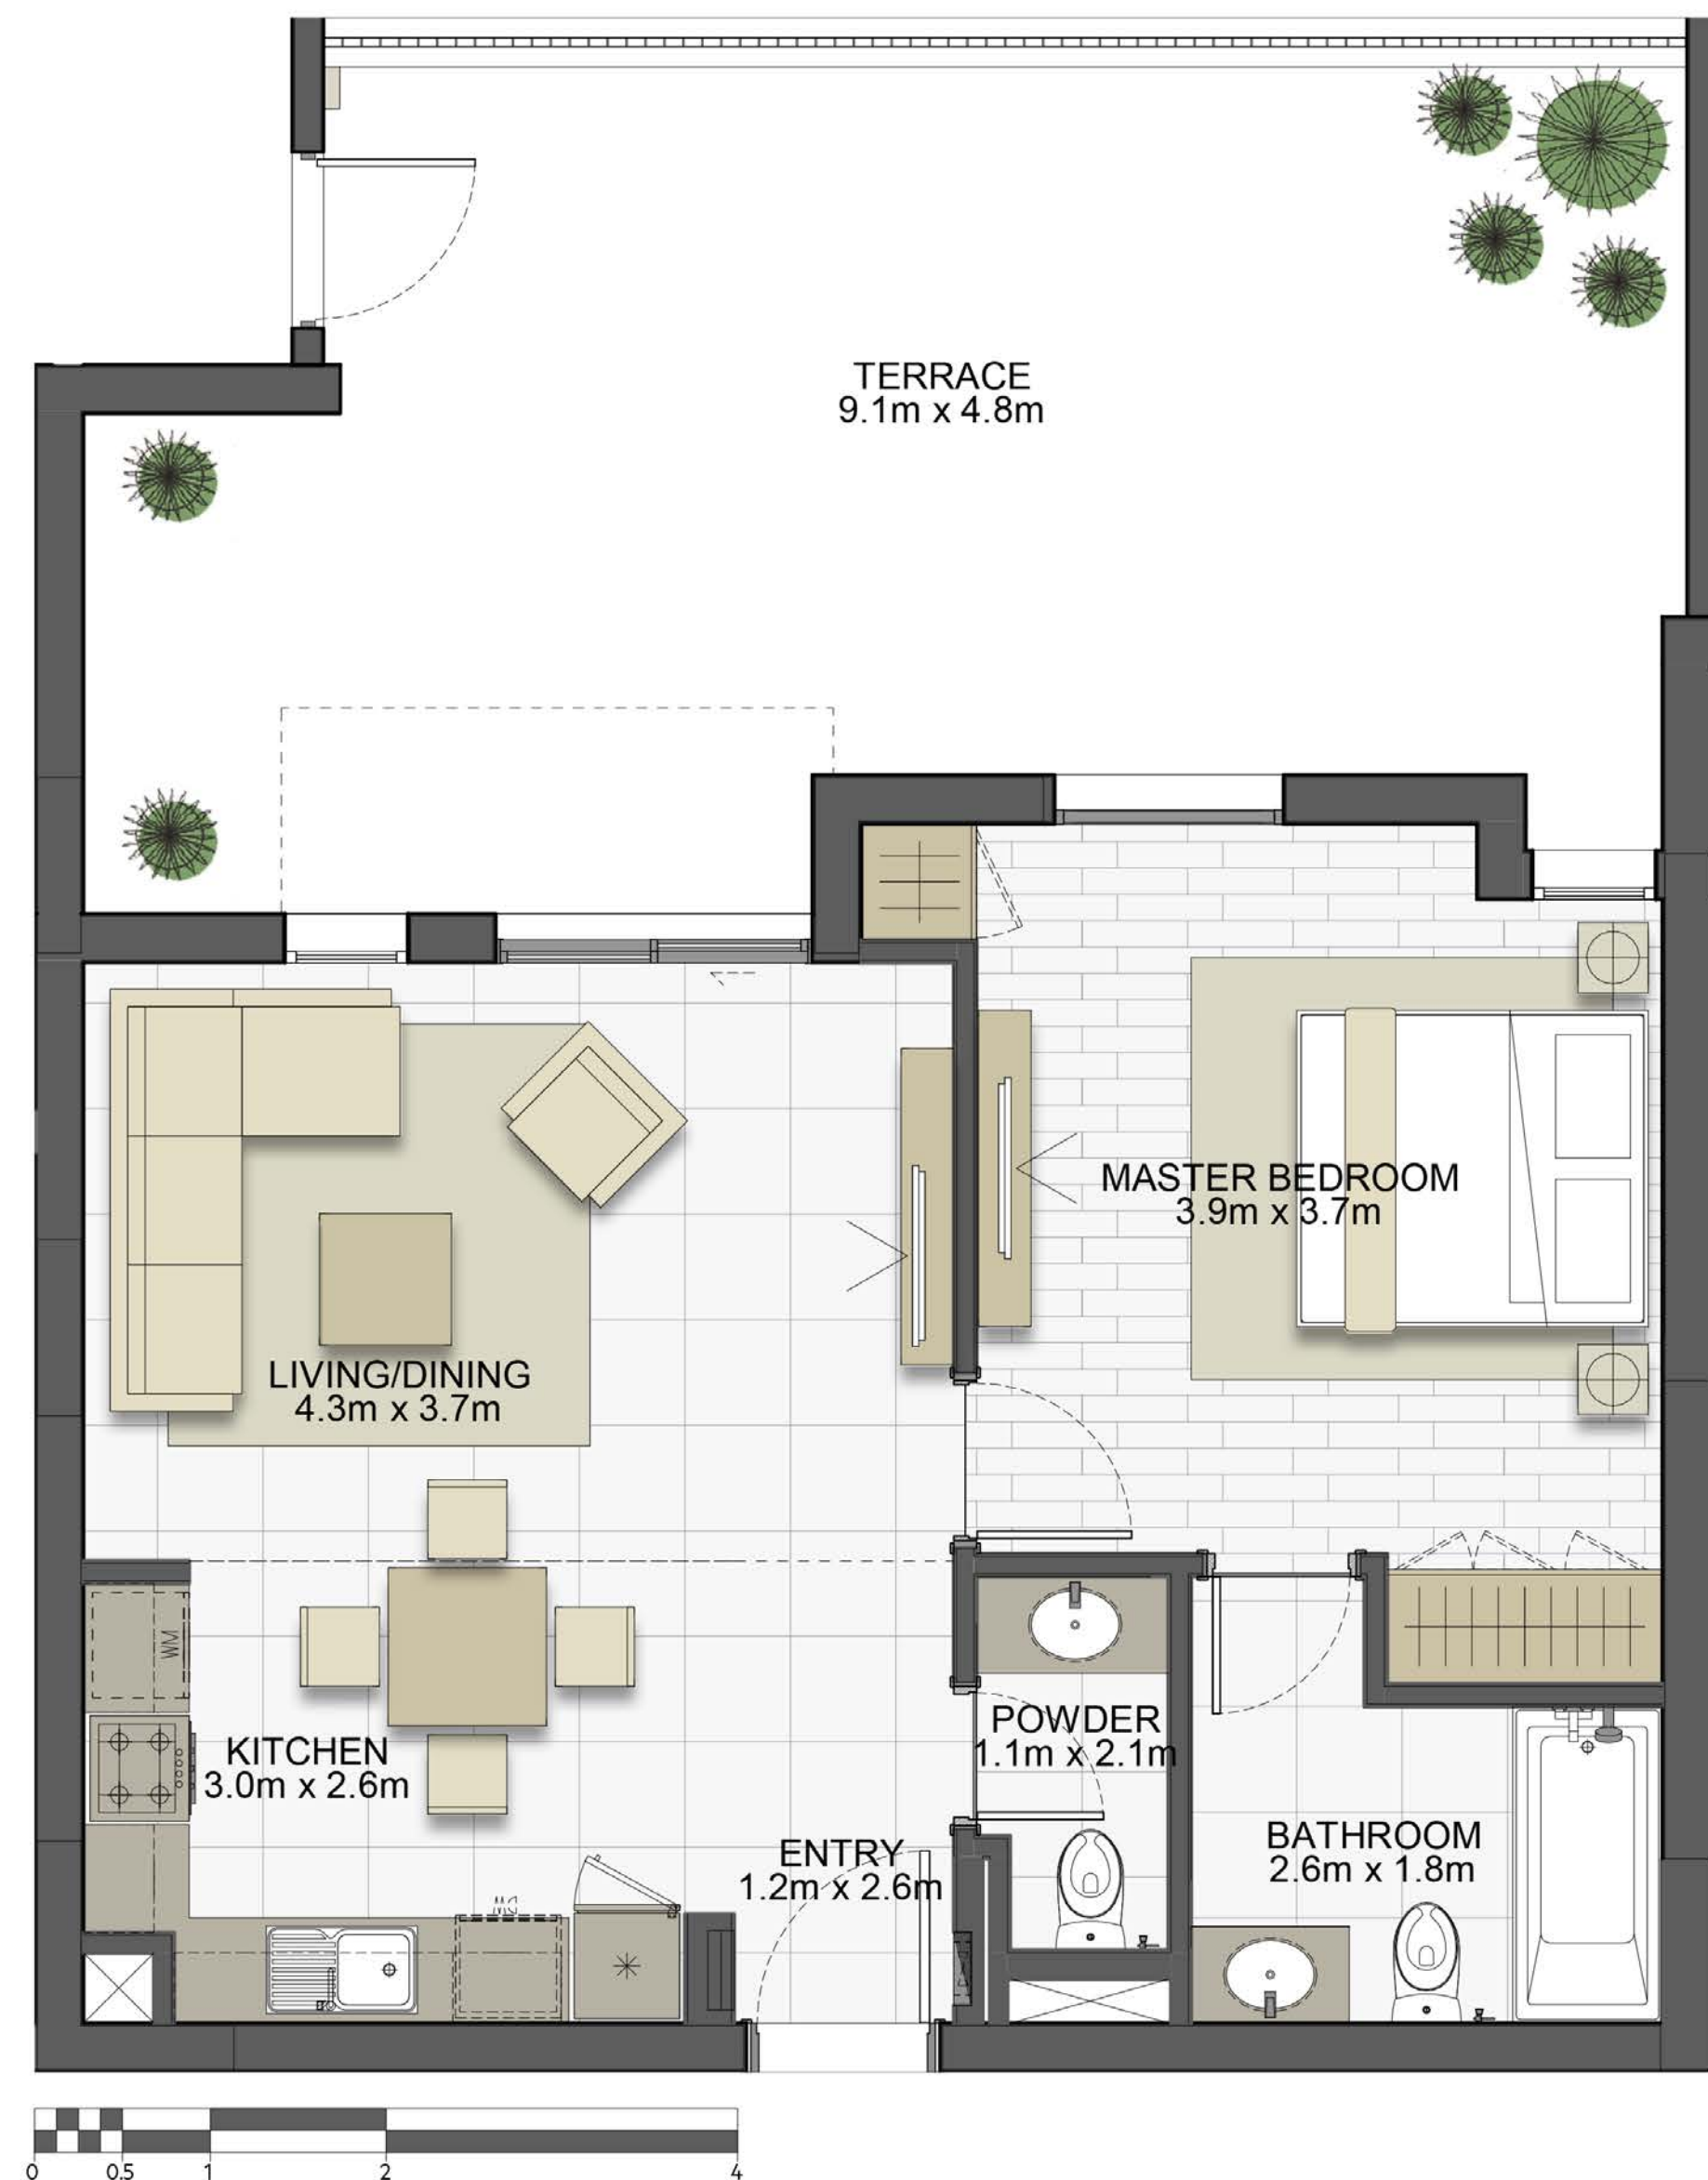 TERRACE
9.1m x 4.8m
MASTER BEDROOM
3.9m x 3.7m
LIVING/DINING
4.3m x 3.7m
WM
POWDER
1.1m x 2.1m
KITCHEN
3.0m x 2.6m
BATHROOM
2.6m x 1.8m
ENTRY
1.2m x 2.6m
DW
0 0.5 1 2 4